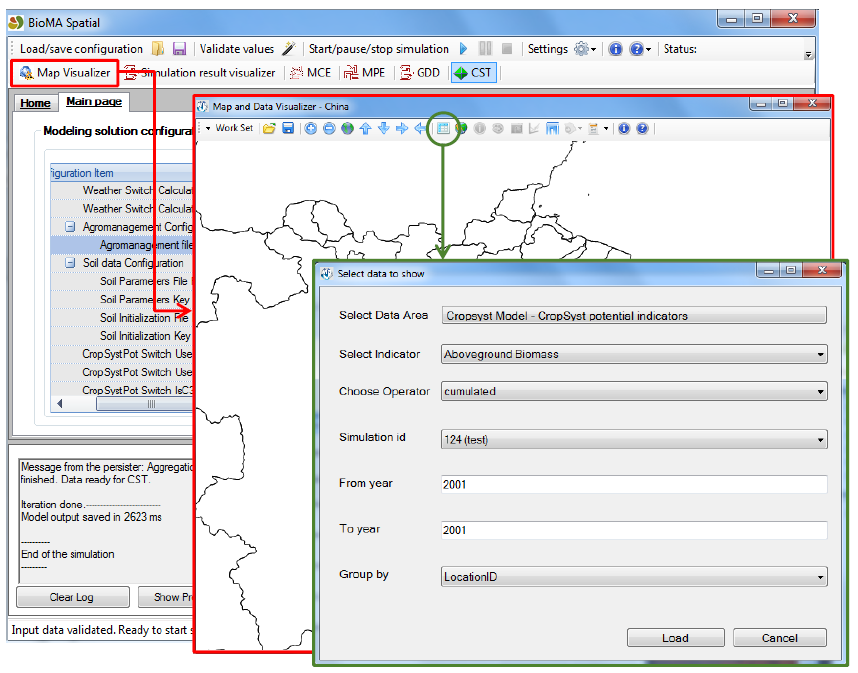 BioMA Spatial
Load/save configuration Validate values Start/pause/stop simulation Settings Status:
Map Visualizer Simulation result visualizer MCE MPE GDD CST
Home Main page
Modeling solution configura
figuration Item
Weather Switch Calculat
Weather Switch Calculat
Agromanagement Config
Agromanagement file
Soil data Configuration
Soil Parameters File
Soil Parameters Key
Soil Initialization File
Soil Initialization Key
CropSystPot Switch Use
CropSystPot Switch Use
CropSystPot Switch IsC3
Message from the persister: Aggregatio
finished. Data ready for CST.
Iteration done.--------------------------
Model output saved in 2623 ms
----------
End of the simulation
---------
Clear Log Show Pr
Input data validated. Ready to start s
Map and Data Visualizer - China
Work Set
Select data to show
Select Data Area Cropsyst Model - CropSyst potential indicators
Select Indicator Aboveground Biomass
Choose Operator cumulated
Simulation id 124 (test)
From year 2001
To year 2001
Group by LocationID
Load Cancel